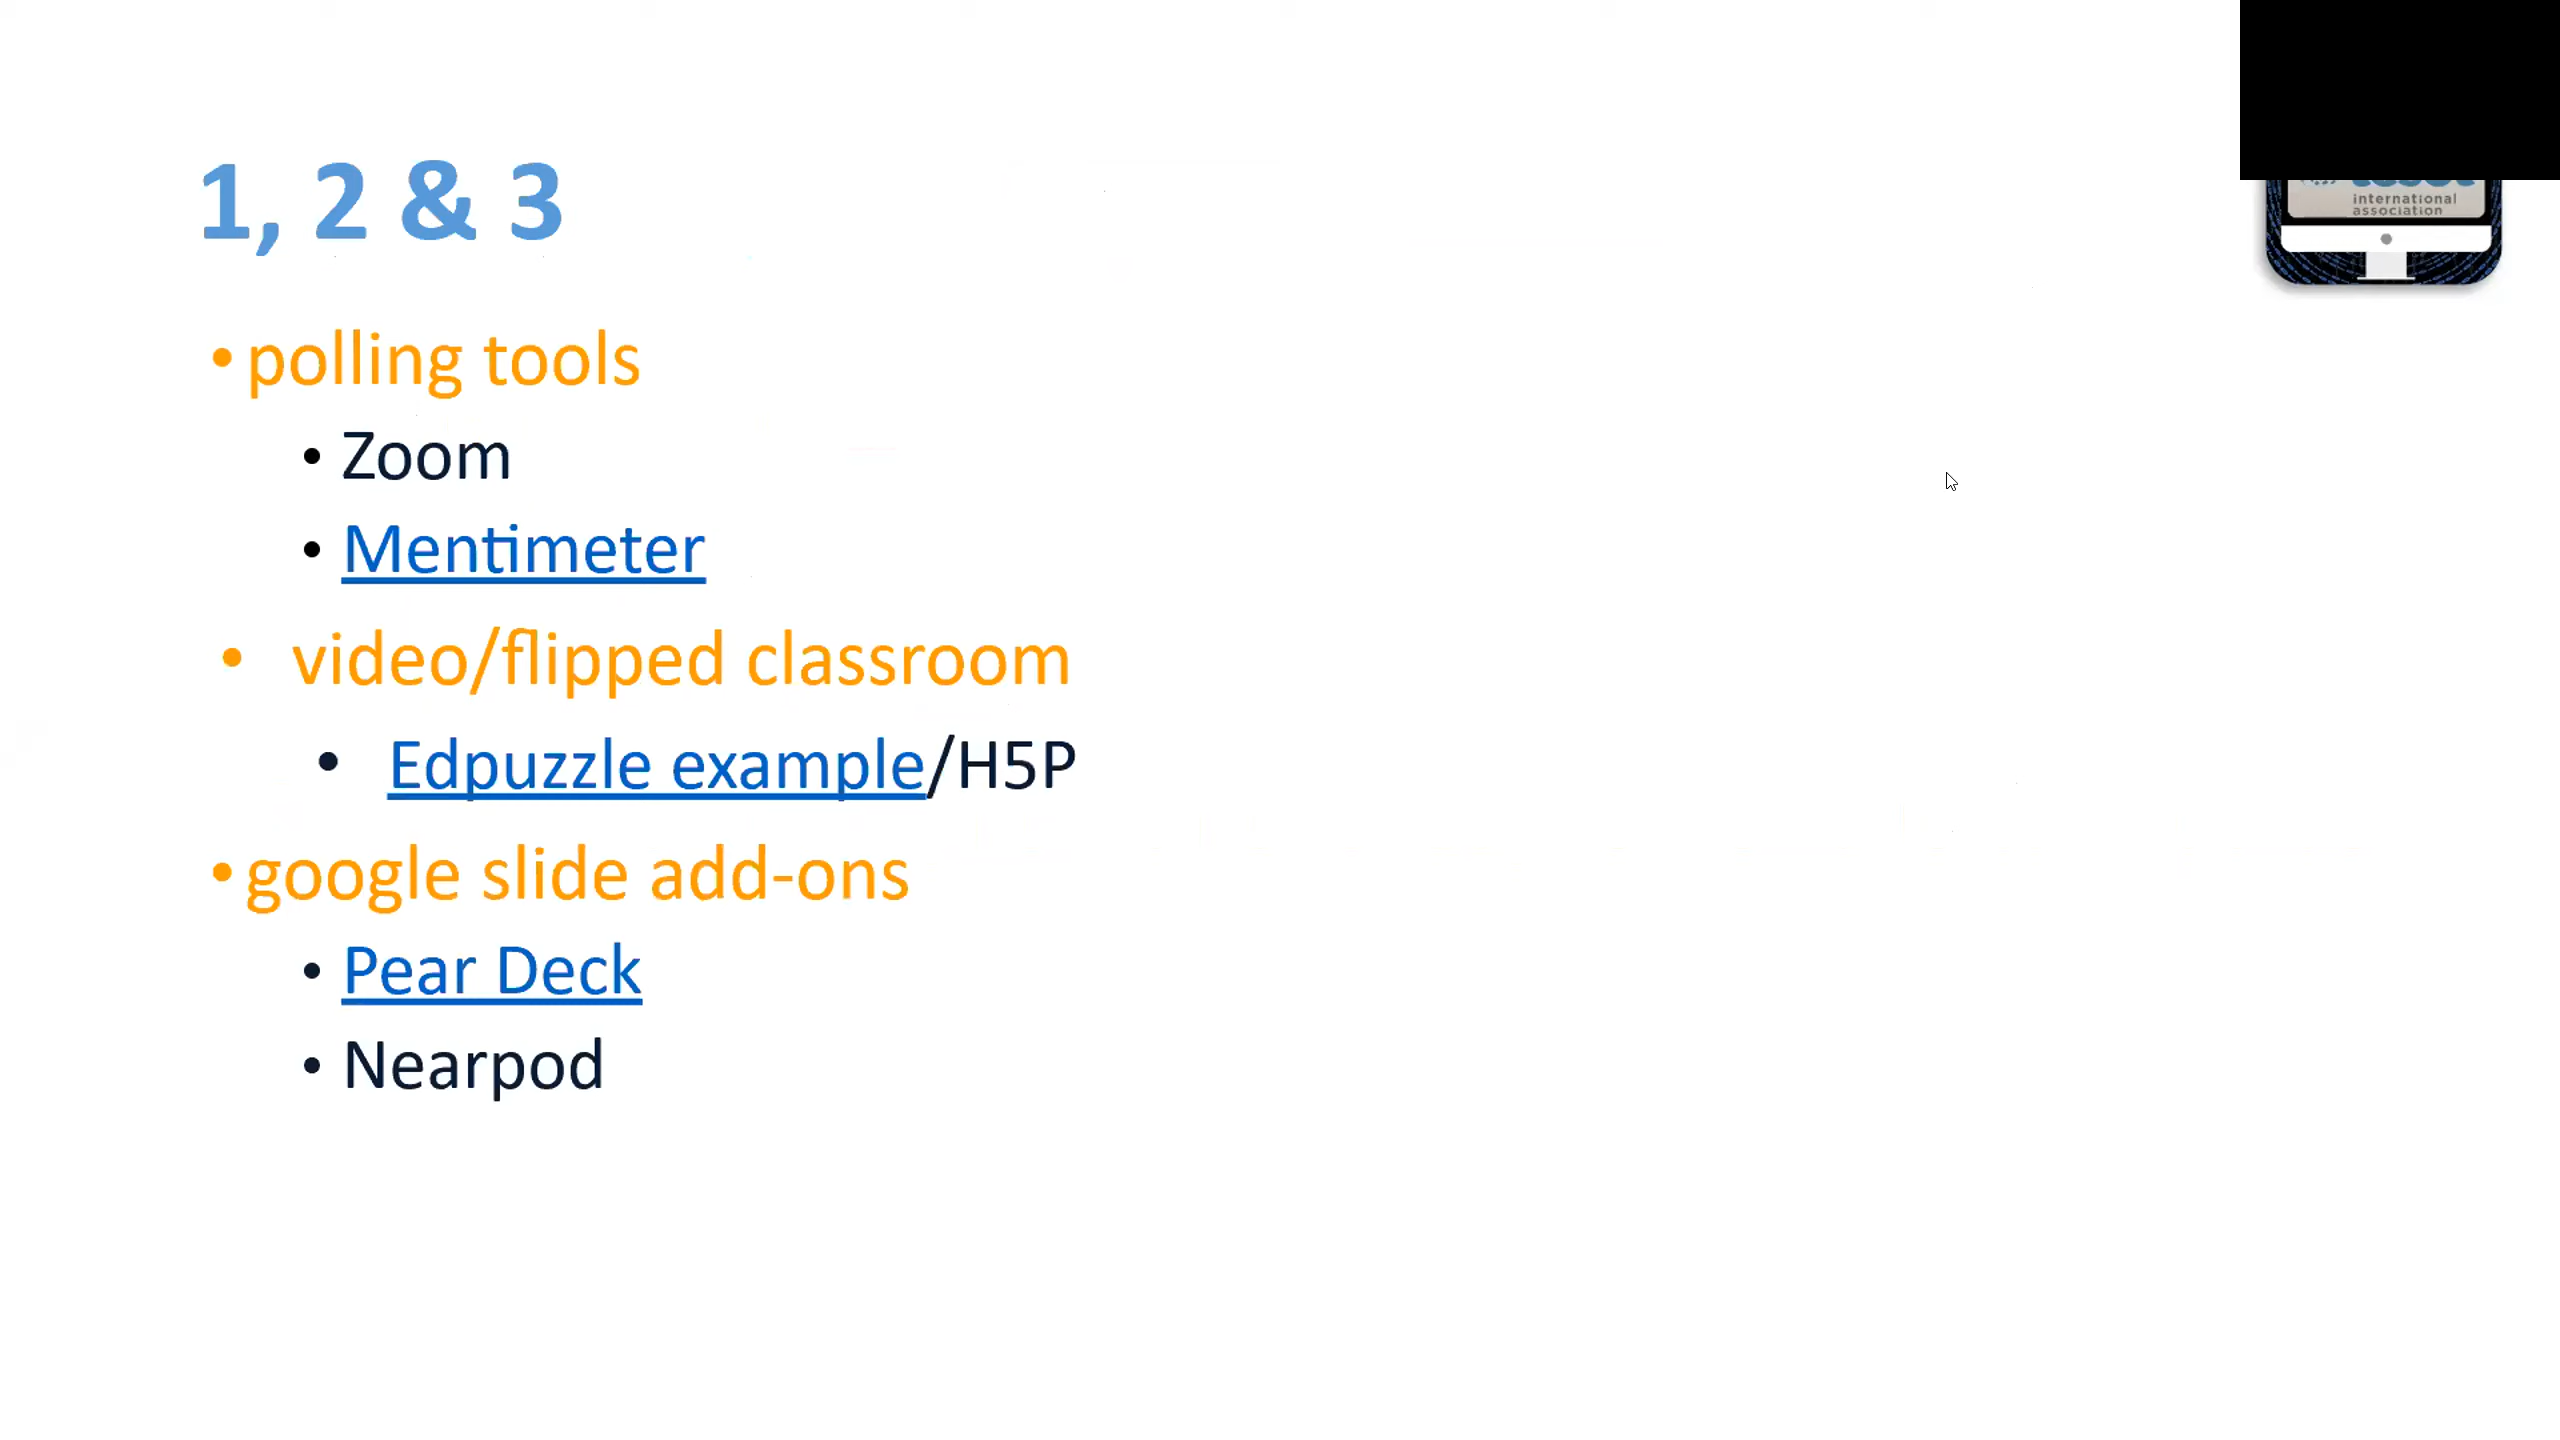 1, 2 & 3
international
association
• polling tools
• Zoom
• Mentimeter
• video/flipped classroom
• Edpuzzle example/H5P
• google slide add-ons
• Pear Deck
• Nearpod